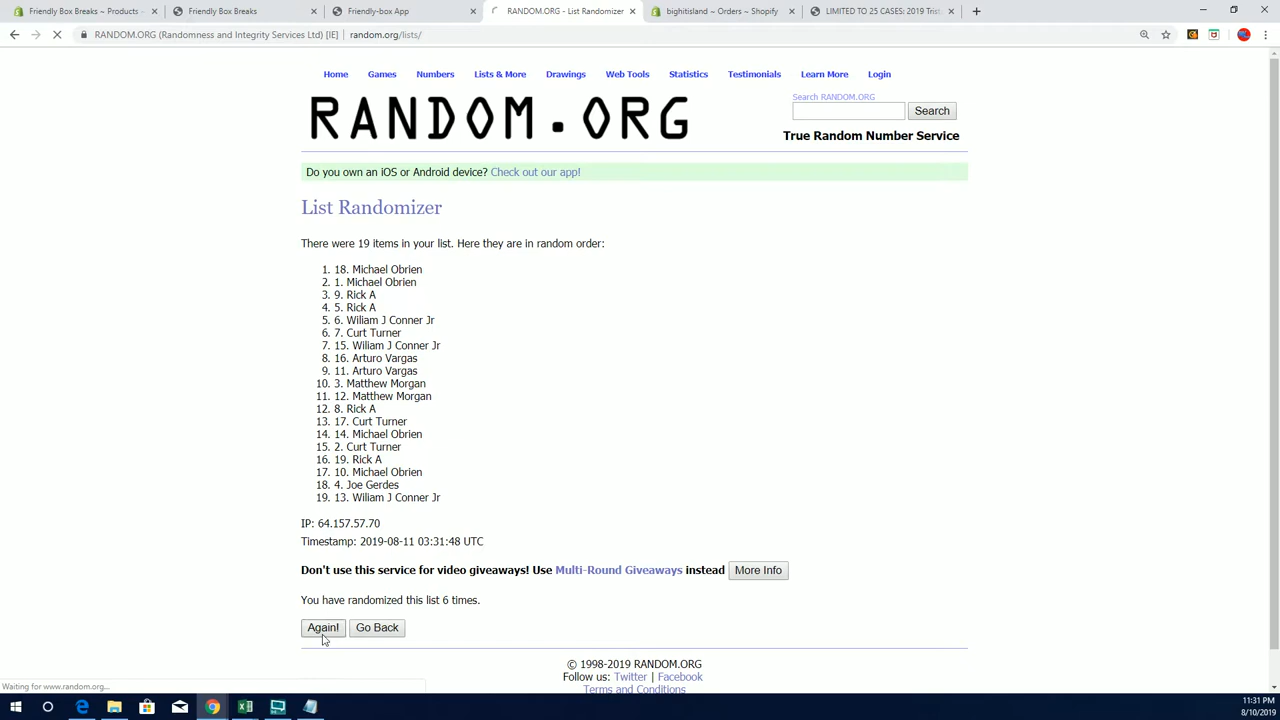 Friendly Box Breaks ~ Products ~
Friendly Box Breaks
Friendly-box App
RANDOM.ORG - List Randomizer
bighitisland ~ Orders ~ Shopify
LIMITED TO 25 CASES: 2019 Trist
RANDOM.ORG (Randomness and Integrity Services Ltd) [IE] | random.org/lists/
Home Games Numbers Lists & More Drawings Web Tools Statistics Testimonials Learn More Login
RANDOM.ORG
Search RANDOM.ORG
Search
True Random Number Service
Do you own an iOS or Android device? Check out our app!
List Randomizer
There were 19 items in your list. Here they are in random order:
1. 18. Michael Obrien
2. 1. Michael Obrien
3. 9. Rick A
4. 5. Rick A
5. 6. Wiliam J Conner Jr
6. 7. Curt Turner
7. 15. Wiliam J Conner Jr
8. 16. Arturo Vargas
9. 11. Arturo Vargas
10. 3. Matthew Morgan
11. 12. Matthew Morgan
12. 8. Rick A
13. 17. Curt Turner
14. 14. Michael Obrien
15. 2. Curt Turner
16. 19. Rick A
17. 10. Michael Obrien
18. 4. Joe Gerdes
19. 13. Wiliam J Conner Jr
IP: 64.157.57.70
Timestamp: 2019-08-11 03:31:48 UTC
Don't use this service for video giveaways! Use Multi-Round Giveaways instead More Info
You have randomized this list 6 times.
Again! Go Back
© 1998-2019 RANDOM.ORG
Follow us: Twitter | Facebook
Terms and Conditions
Waiting for www.random.org...
11:31 PM
8/10/2019